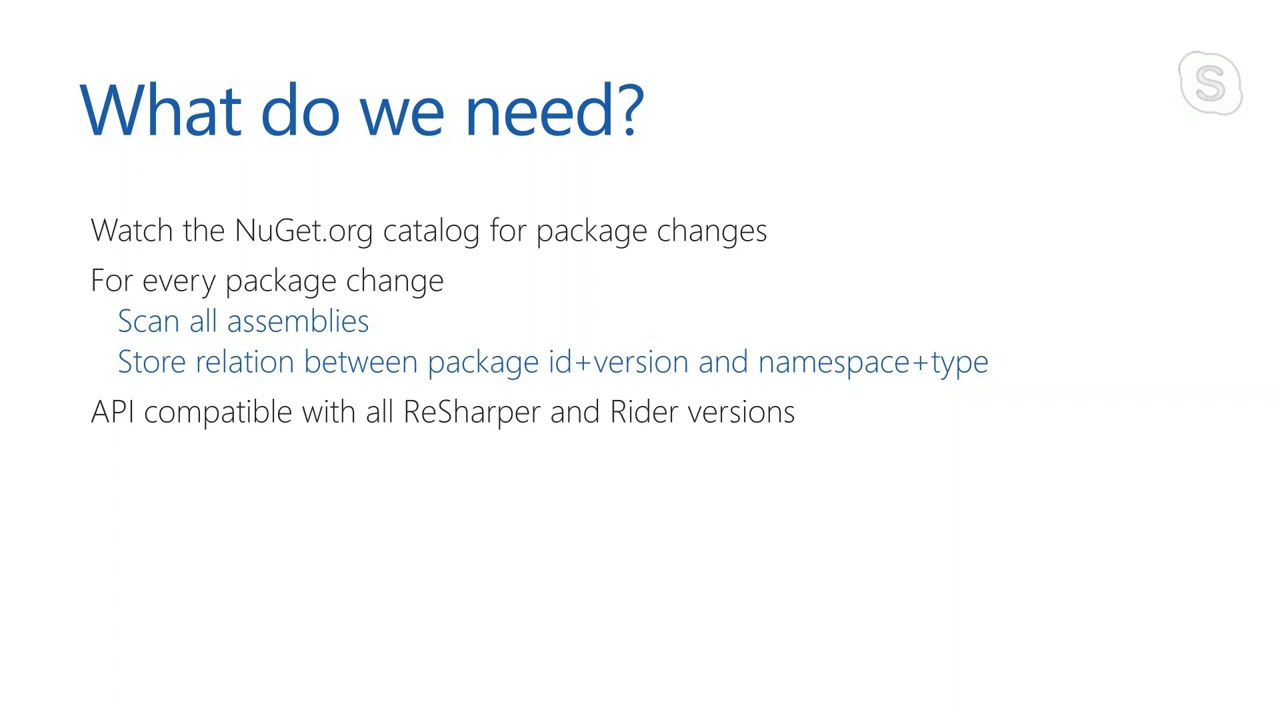 What do we need?
S
Watch the NuGet.org catalog for package changes
For every package change
Scan all assemblies
Store relation between package id+version and namespace+type
API compatible with all ReSharper and Rider versions